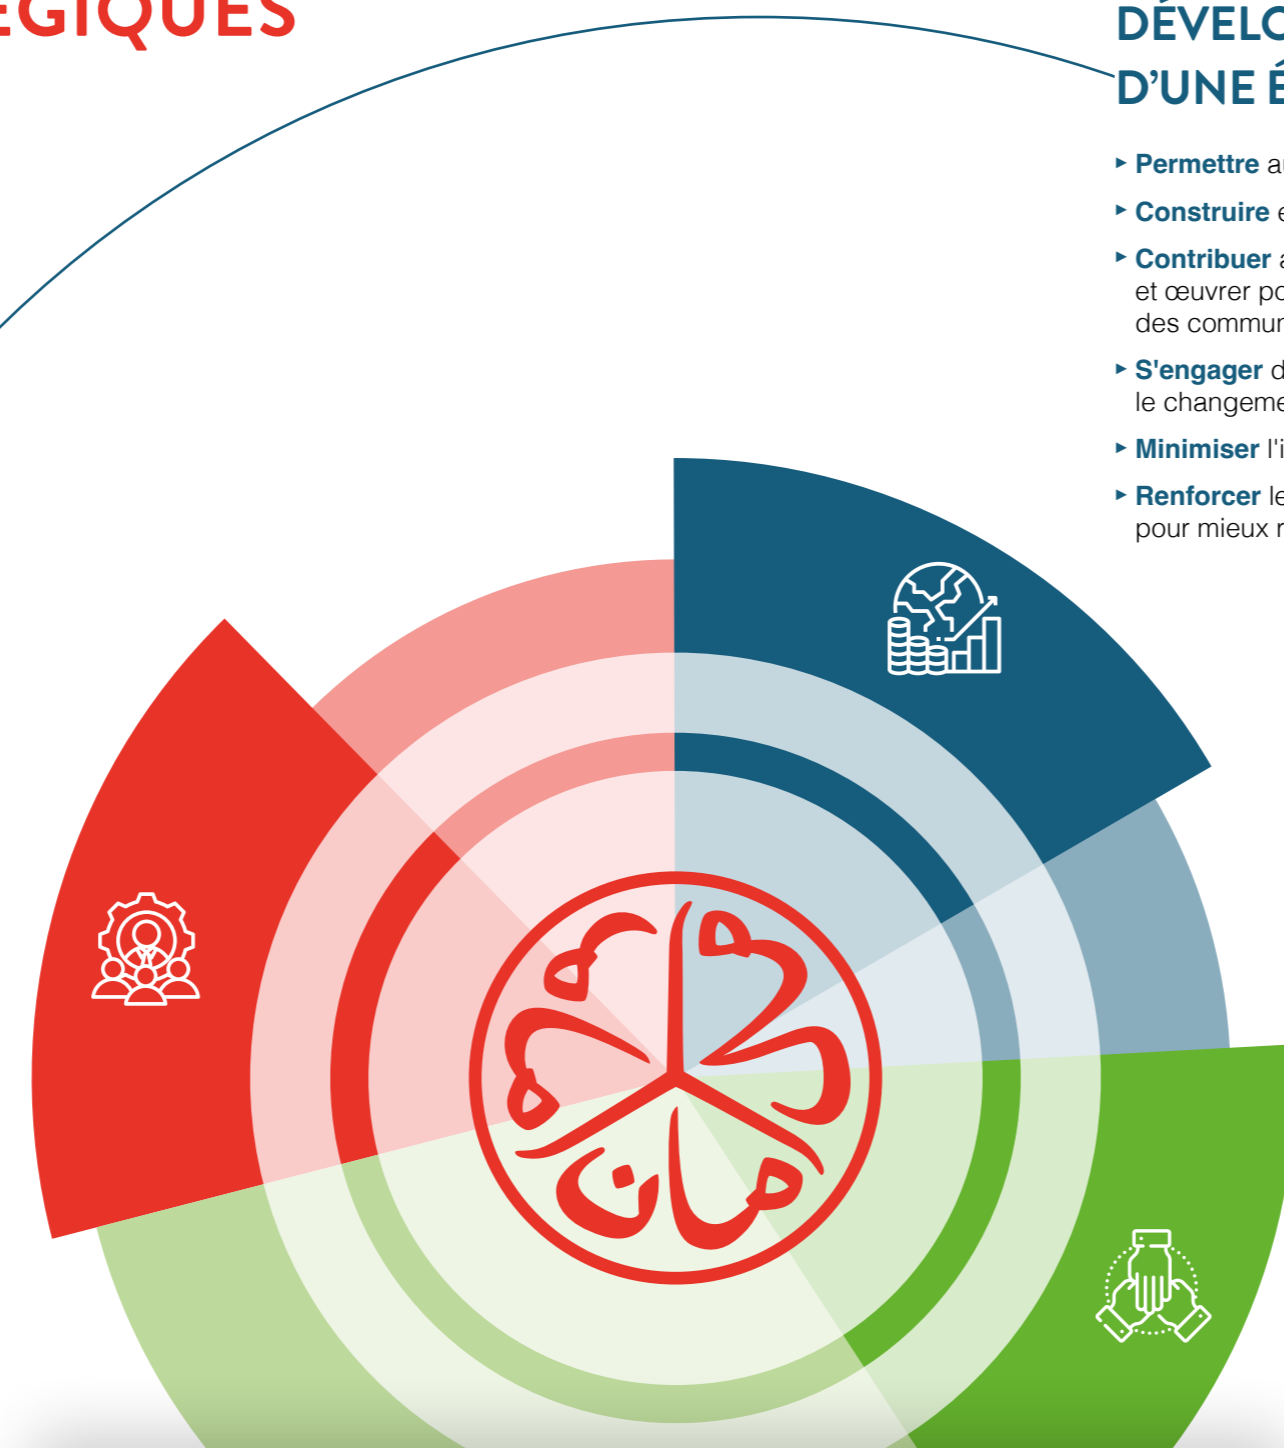 ÉGIQUES
DÉVELO
D'UNE É
▸ Permettre au
▸ Construire e
▸ Contribuer a
et œuvrer po
des commun
▸ S'engager d
le changeme
▸ Minimiser l'i
▸ Renforcer le
pour mieux r